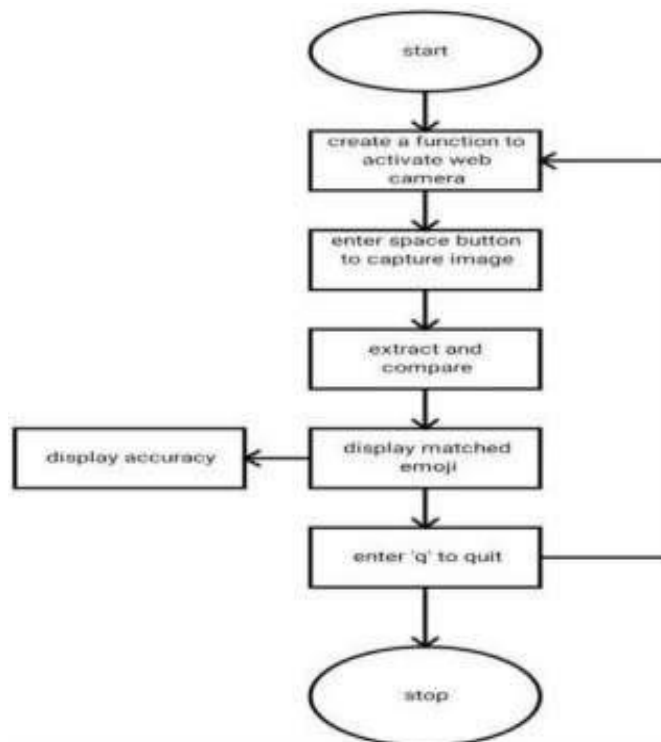 start
create a function to
activate web
camera
enter space button
to capture image
extract and
compare
display accuracy
display matched
emoji
enter 'q' to quit
stop